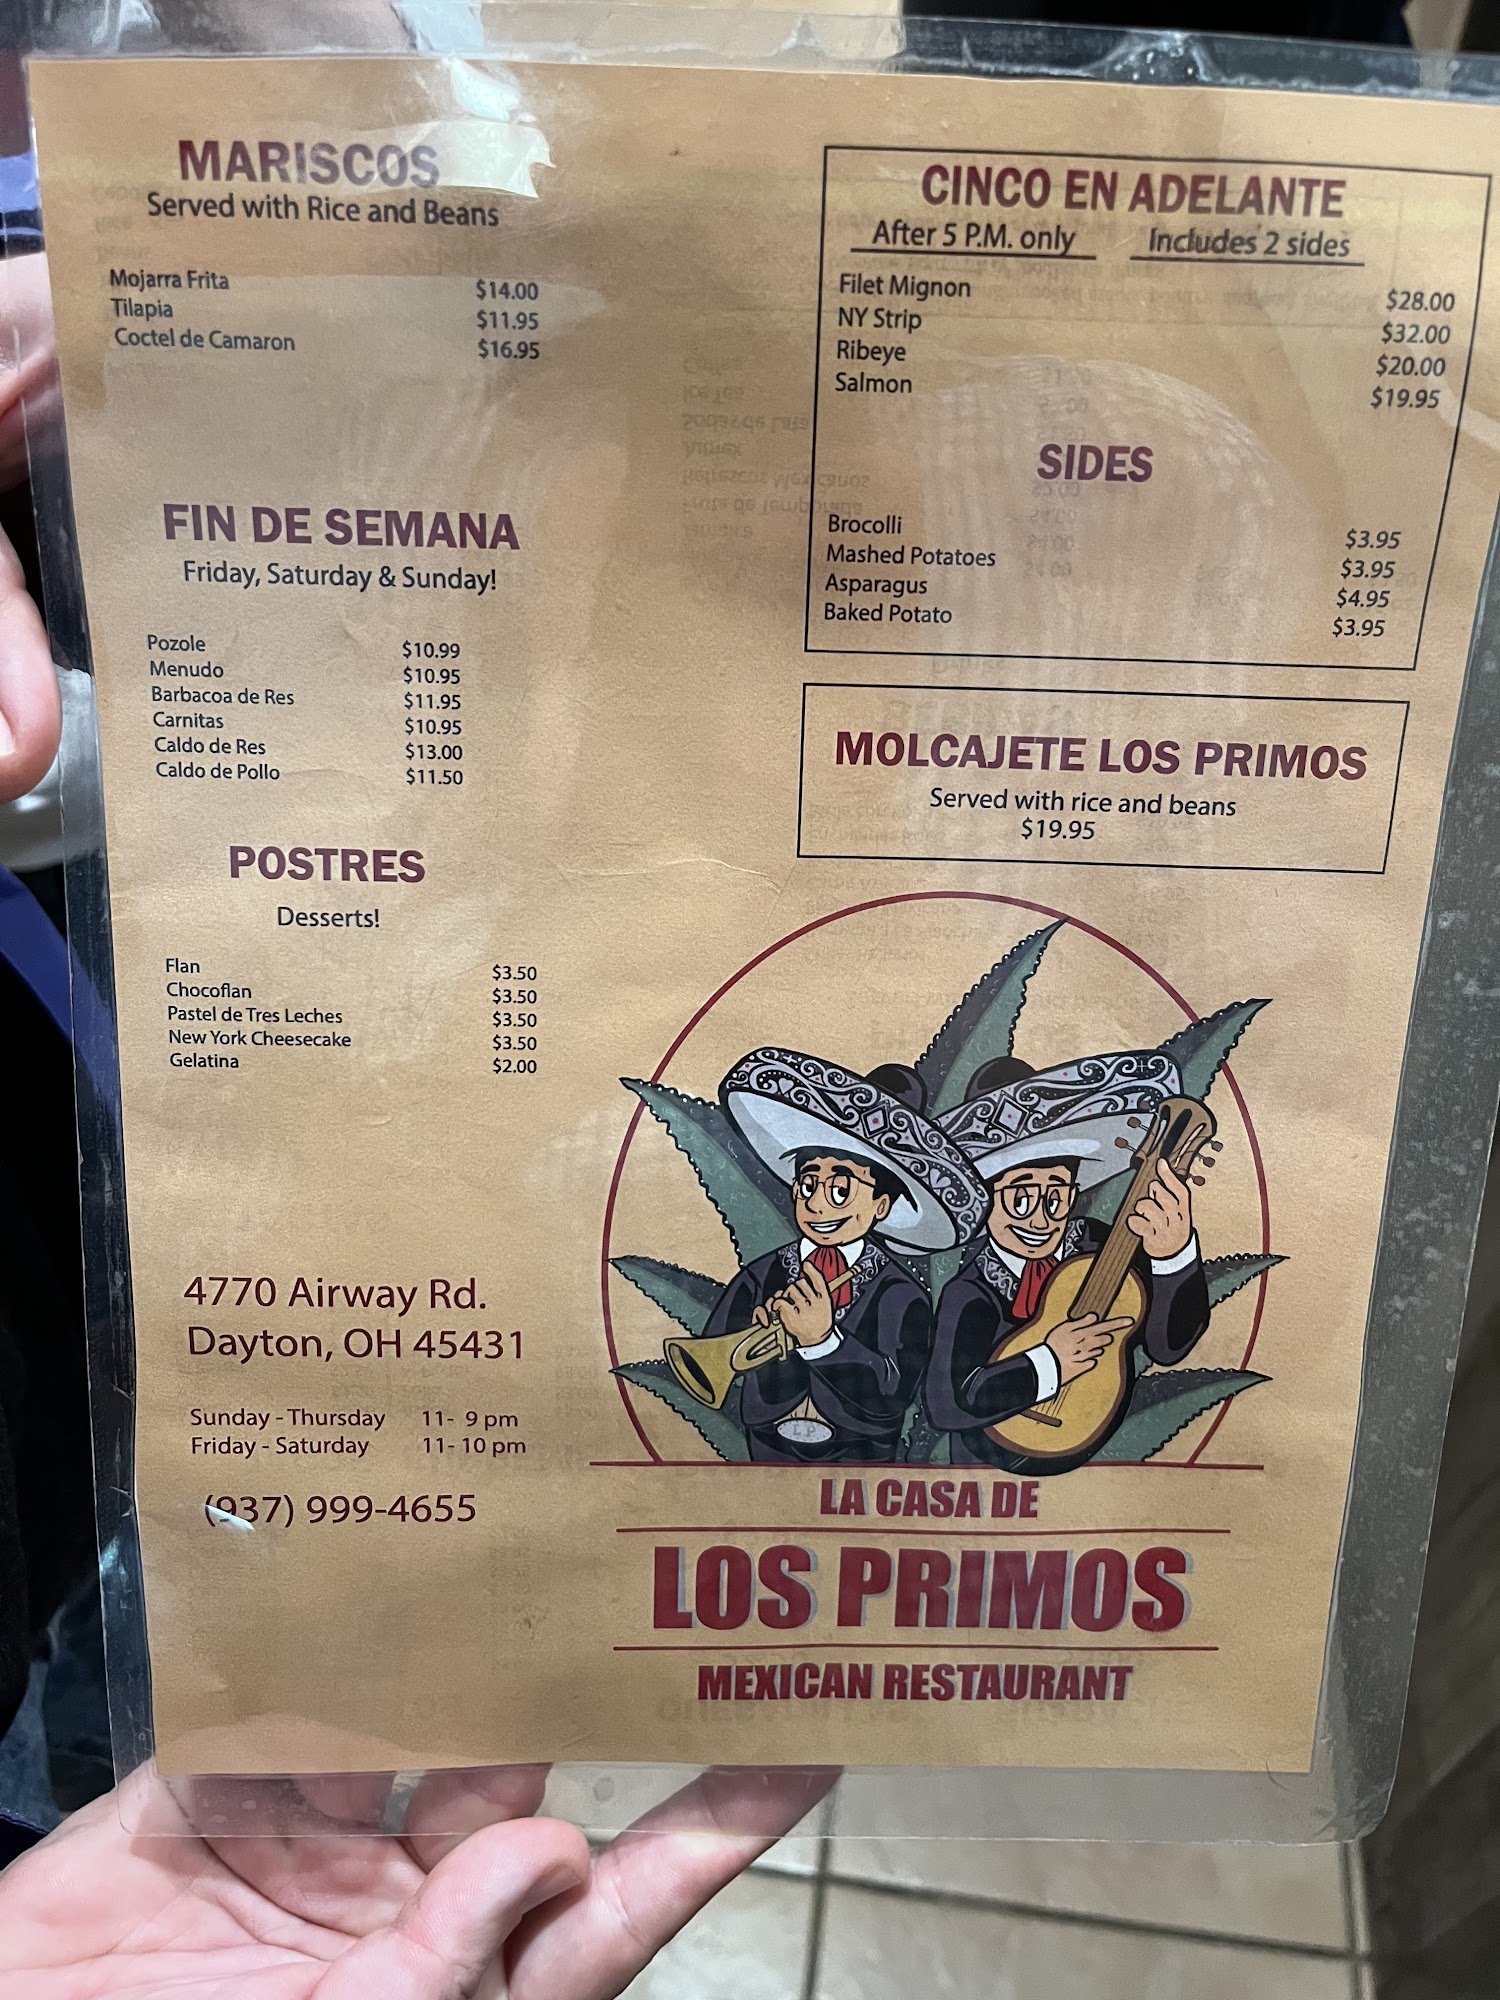 MARISCOS
Served with Rice and Beans
Mojarra Frita $14.00
Tilapia $11.95
Coctel de Camaron $16.95
FIN DE SEMANA
Friday, Saturday & Sunday!
Pozole $10.99
Menudo $10.95
Barbacoa de Res $11.95
Carnitas $10.95
Caldo de Res $13.00
Caldo de Pollo $11.50
POSTRES
Desserts!
Flan $3.50
Chocoflan $3.50
Pastel de Tres Leches $3.50
New York Cheesecake $3.50
Gelatina $2.00
4770 Airway Rd.
Dayton, OH 45431
Sunday - Thursday 11- 9 pm
Friday - Saturday 11- 10 pm
(937) 999-4655
CINCO EN ADELANTE
After 5 P.M. only Includes 2 sides
Filet Mignon $28.00
NY Strip $32.00
Ribeye $20.00
Salmon $19.95
SIDES
Brocolli $3.95
Mashed Potatoes $3.95
Asparagus $4.95
Baked Potato $3.95
MOLCAJETE LOS PRIMOS
Served with rice and beans
$19.95
LP
LA CASA DE
LOS PRIMOS
MEXICAN RESTAURANT